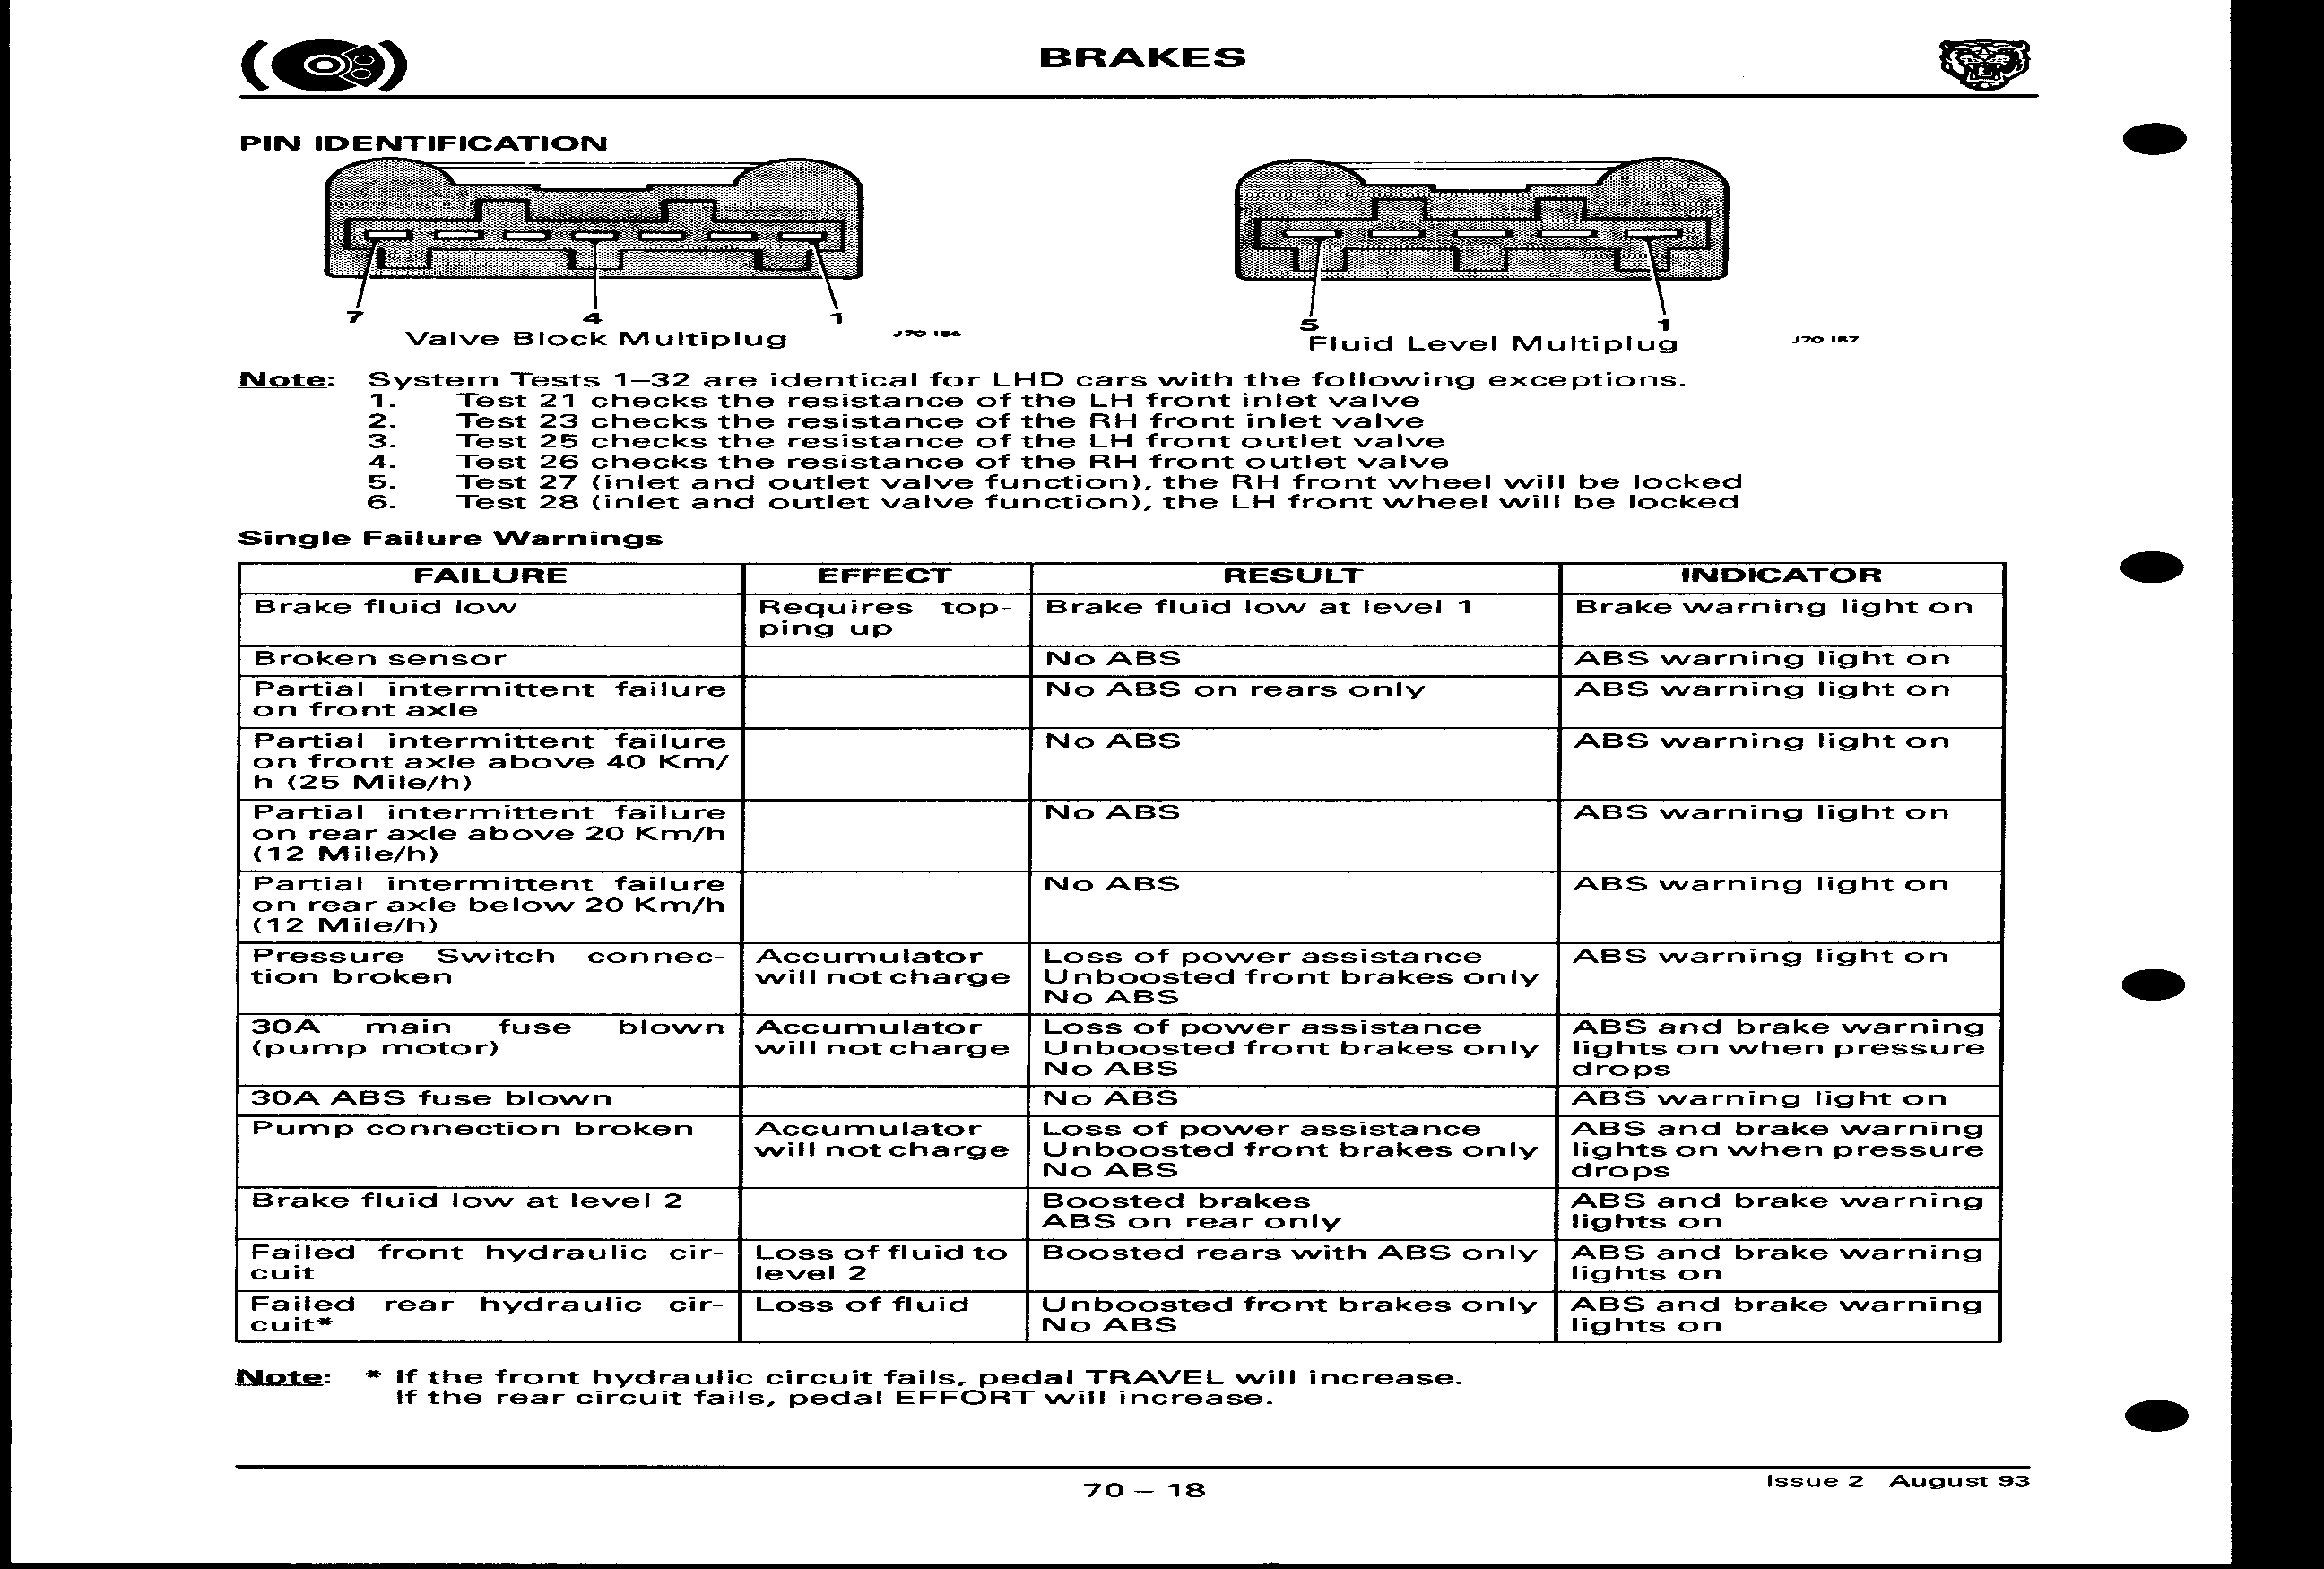 BRAKES
PIN IDENTIFICATION
7
4
1
Valve Block Multiplug
J70 186
5
1
Fluid Level Multiplug
J70 187
Note: System Tests 1–32 are identical for LHD cars with the following exceptions.
1. Test 21 checks the resistance of the LH front inlet valve
2. Test 23 checks the resistance of the RH front inlet valve
3. Test 25 checks the resistance of the LH front outlet valve
4. Test 26 checks the resistance of the RH front outlet valve
5. Test 27 (inlet and outlet valve function), the RH front wheel will be locked
6. Test 28 (inlet and outlet valve function), the LH front wheel will be locked
Single Failure Warnings
FAILURE EFFECT RESULT INDICATOR
Brake fluid low Requires top- Brake fluid low at level 1 Brake warning light on
ping up
Broken sensor No ABS ABS warning light on
Partial intermittent failure No ABS on rears only ABS warning light on
on front axle
Partial intermittent failure No ABS ABS warning light on
on front axle above 40 Km/
h (25 Mile/h)
Partial intermittent failure No ABS ABS warning light on
on rear axle above 20 Km/h
(12 Mile/h)
Partial intermittent failure No ABS ABS warning light on
on rear axle below 20 Km/h
(12 Mile/h)
Pressure Switch connec- Accumulator Loss of power assistance ABS warning light on
tion broken will not charge Unboosted front brakes only
No ABS
30A main fuse blown Accumulator Loss of power assistance ABS and brake warning
(pump motor) will not charge Unboosted front brakes only lights on when pressure
No ABS drops
30A ABS fuse blown No ABS ABS warning light on
Pump connection broken Accumulator Loss of power assistance ABS and brake warning
will not charge Unboosted front brakes only lights on when pressure
No ABS drops
Brake fluid low at level 2 Boosted brakes ABS and brake warning
ABS on rear only lights on
Failed front hydraulic cir- Loss of fluid to Boosted rears with ABS only ABS and brake warning
cuit level 2 lights on
Failed rear hydraulic cir- Loss of fluid Unboosted front brakes only ABS and brake warning
cuit* No ABS lights on
Note: * If the front hydraulic circuit fails, pedal TRAVEL will increase.
If the rear circuit fails, pedal EFFORT will increase.
70 – 18
Issue 2 August 93